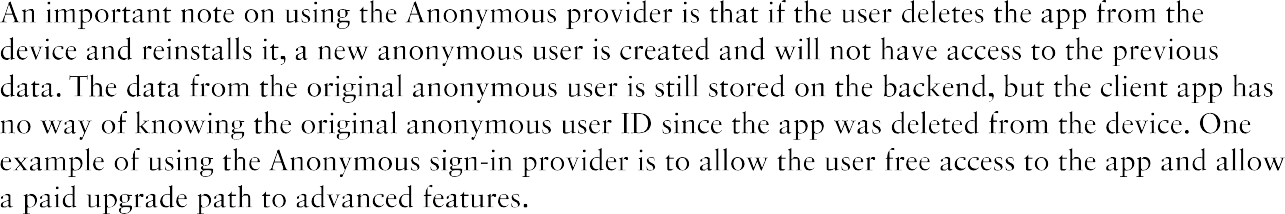 An important note on using the Anonymous provider is that if the user deletes the app from the
device and reinstalls it, a new anonymous user is created and will not have access to the previous
data. The data from the original anonymous user is still stored on the backend, but the client app has
no way of knowing the original anonymous user ID since the app was deleted from the device. One
example of using the Anonymous sign-in provider is to allow the user free access to the app and allow
a paid upgrade path to advanced features.